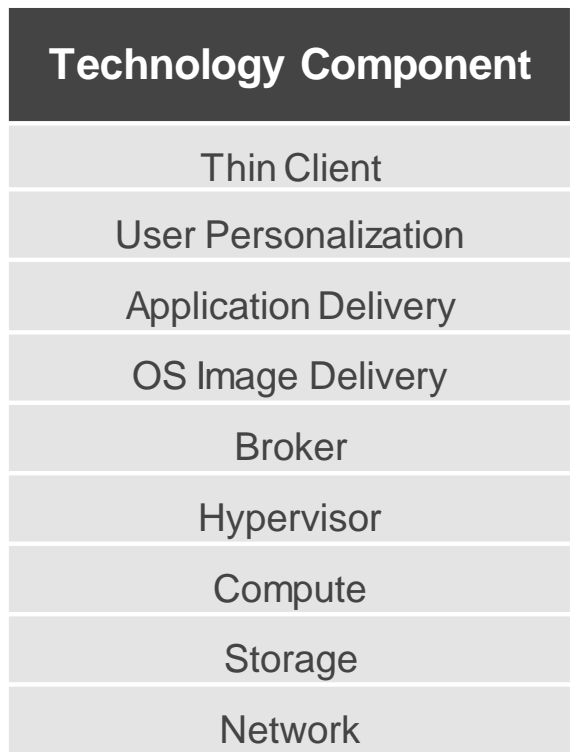 Technology Component
Thin Client
User Personalization
Application Delivery
OS Image Delivery
Broker
Hypervisor
Compute
Storage
Network